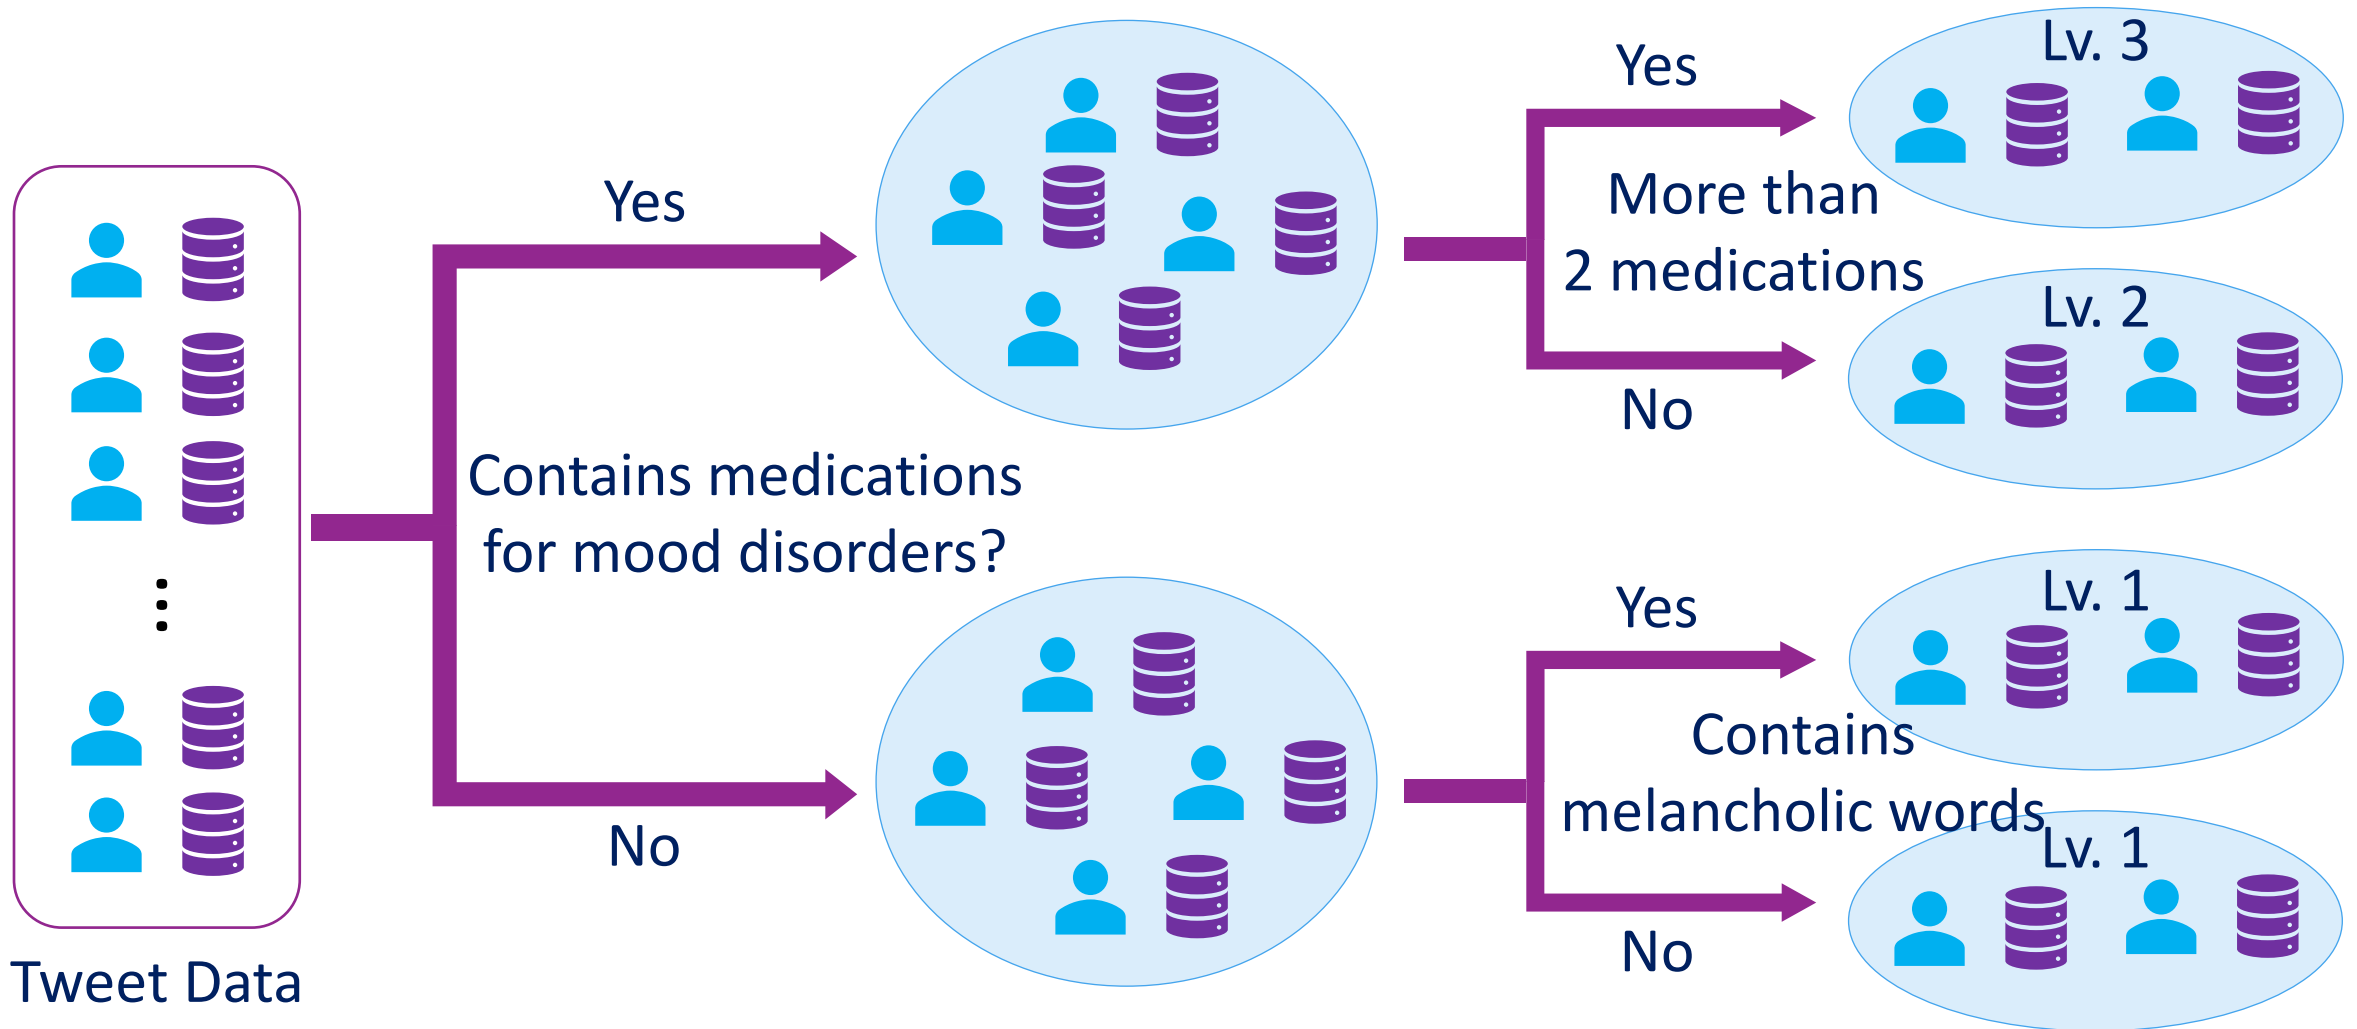 Tweet Data
Yes
Contains medications
for mood disorders?
No
Yes
More than
2 medications
No
Lv. 3
Lv. 2
Yes
Contains
melancholic words
No
Lv. 1
Lv. 1